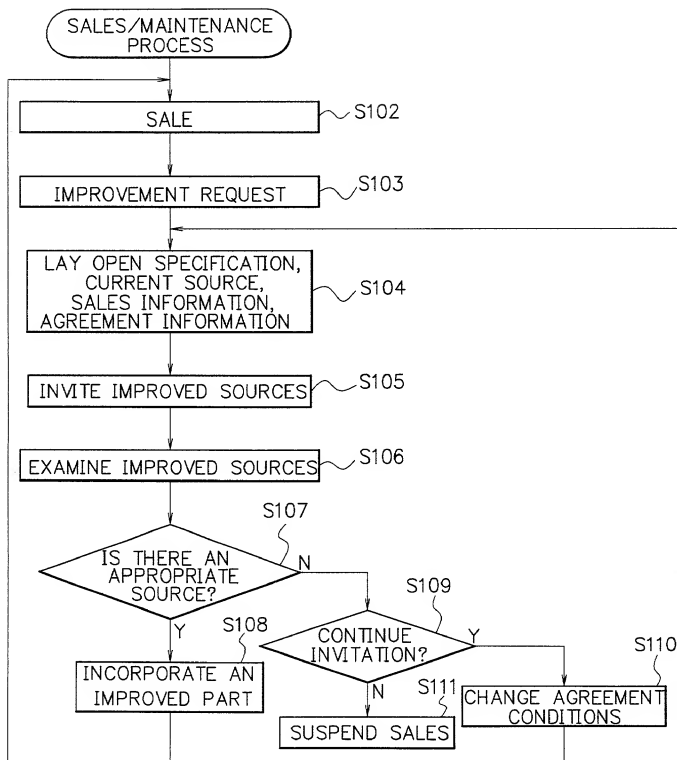 SALES/MAINTENANCE
PROCESS
SALE
S102
IMPROVEMENT REQUEST
S103
LAY OPEN SPECIFICATION,
CURRENT SOURCE,
SALES INFORMATION,
AGREEMENT INFORMATION
S104
INVITE IMPROVED SOURCES
S105
EXAMINE IMPROVED SOURCES
S106
S107
IS THERE AN
APPROPRIATE
SOURCE?
N
Y
S109
CONTINUE
INVITATION?
Y
N
S108
INCORPORATE AN
IMPROVED PART
S111
SUSPEND SALES
S110
CHANGE AGREEMENT
CONDITIONS